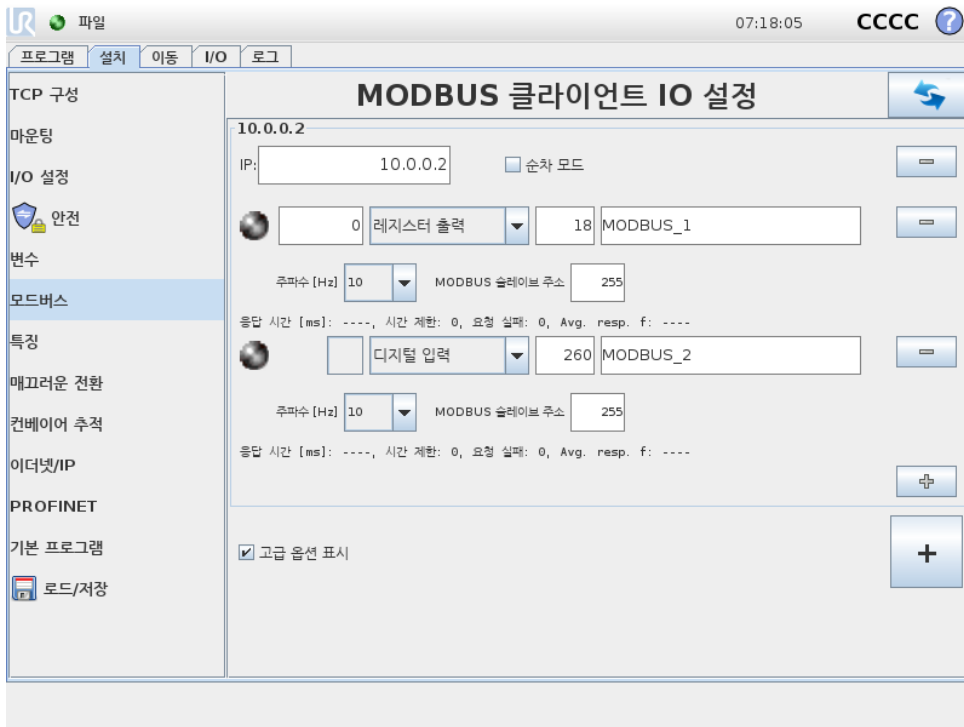 UR 파일 07:18:05 CCCC ?
프로그램 설치 이동 I/O 로그
TCP 구성
마운팅
I/O 설정
안전
변수
모드버스
특징
매끄러운 전환
컨베이어 추적
이더넷/IP
PROFINET
기본 프로그램
로드/저장
MODBUS 클라이언트 IO 설정
10.0.0.2
IP: 10.0.0.2 순차 모드
0 레지스터 출력 18 MODBUS_1
주파수 [Hz] 10 MODBUS 슬레이브 주소 255
응답 시간 [ms]: ----, 시간 제한: 0, 요청 실패: 0, Avg. resp. f: ----
디지털 입력 260 MODBUS_2
주파수 [Hz] 10 MODBUS 슬레이브 주소 255
응답 시간 [ms]: ----, 시간 제한: 0, 요청 실패: 0, Avg. resp. f: ----
고급 옵션 표시